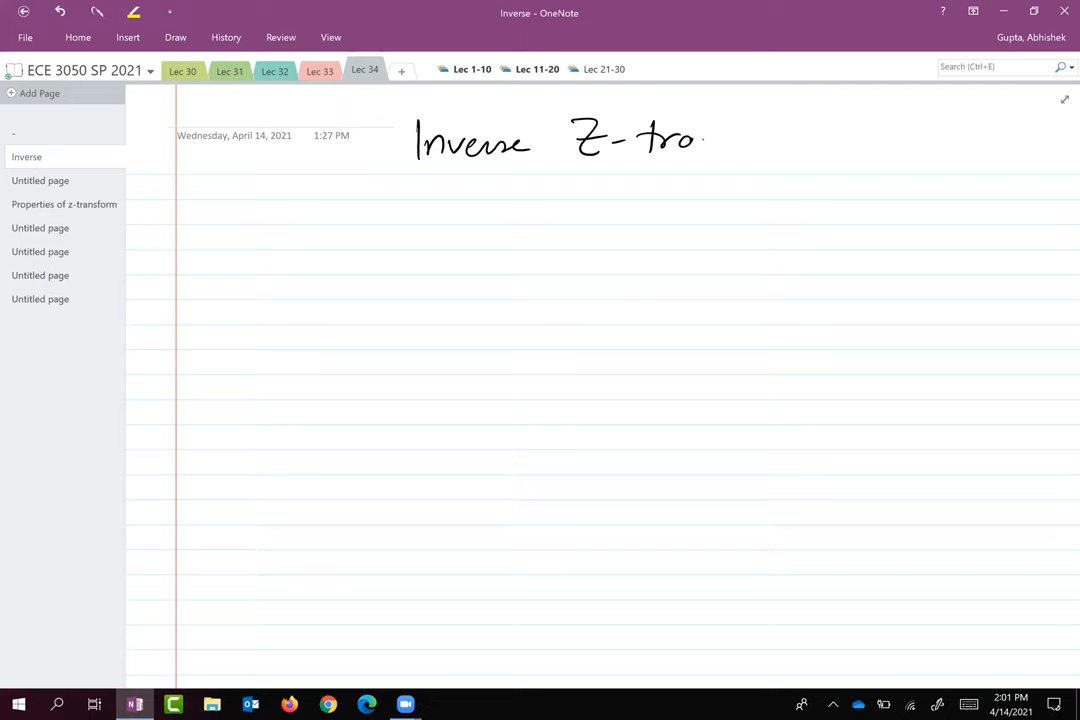 Inverse - OneNote
?
File
Home
Insert
Draw
History
Review
View
Gupta, Abhishek
ECE 3050 SP 2021
Lec 30
Lec 31
Lec 32
Lec 33
Lec 34
+
Lec 1-10
Lec 11-20
Lec 21-30
Search (Ctrl+E)
Add Page
-
Inverse
Untitled page
Properties of z-transform
Untitled page
Untitled page
Untitled page
Untitled page
Wednesday, April 14, 2021 1:27 PM
Inverse Z-tro
2:01 PM
4/14/2021